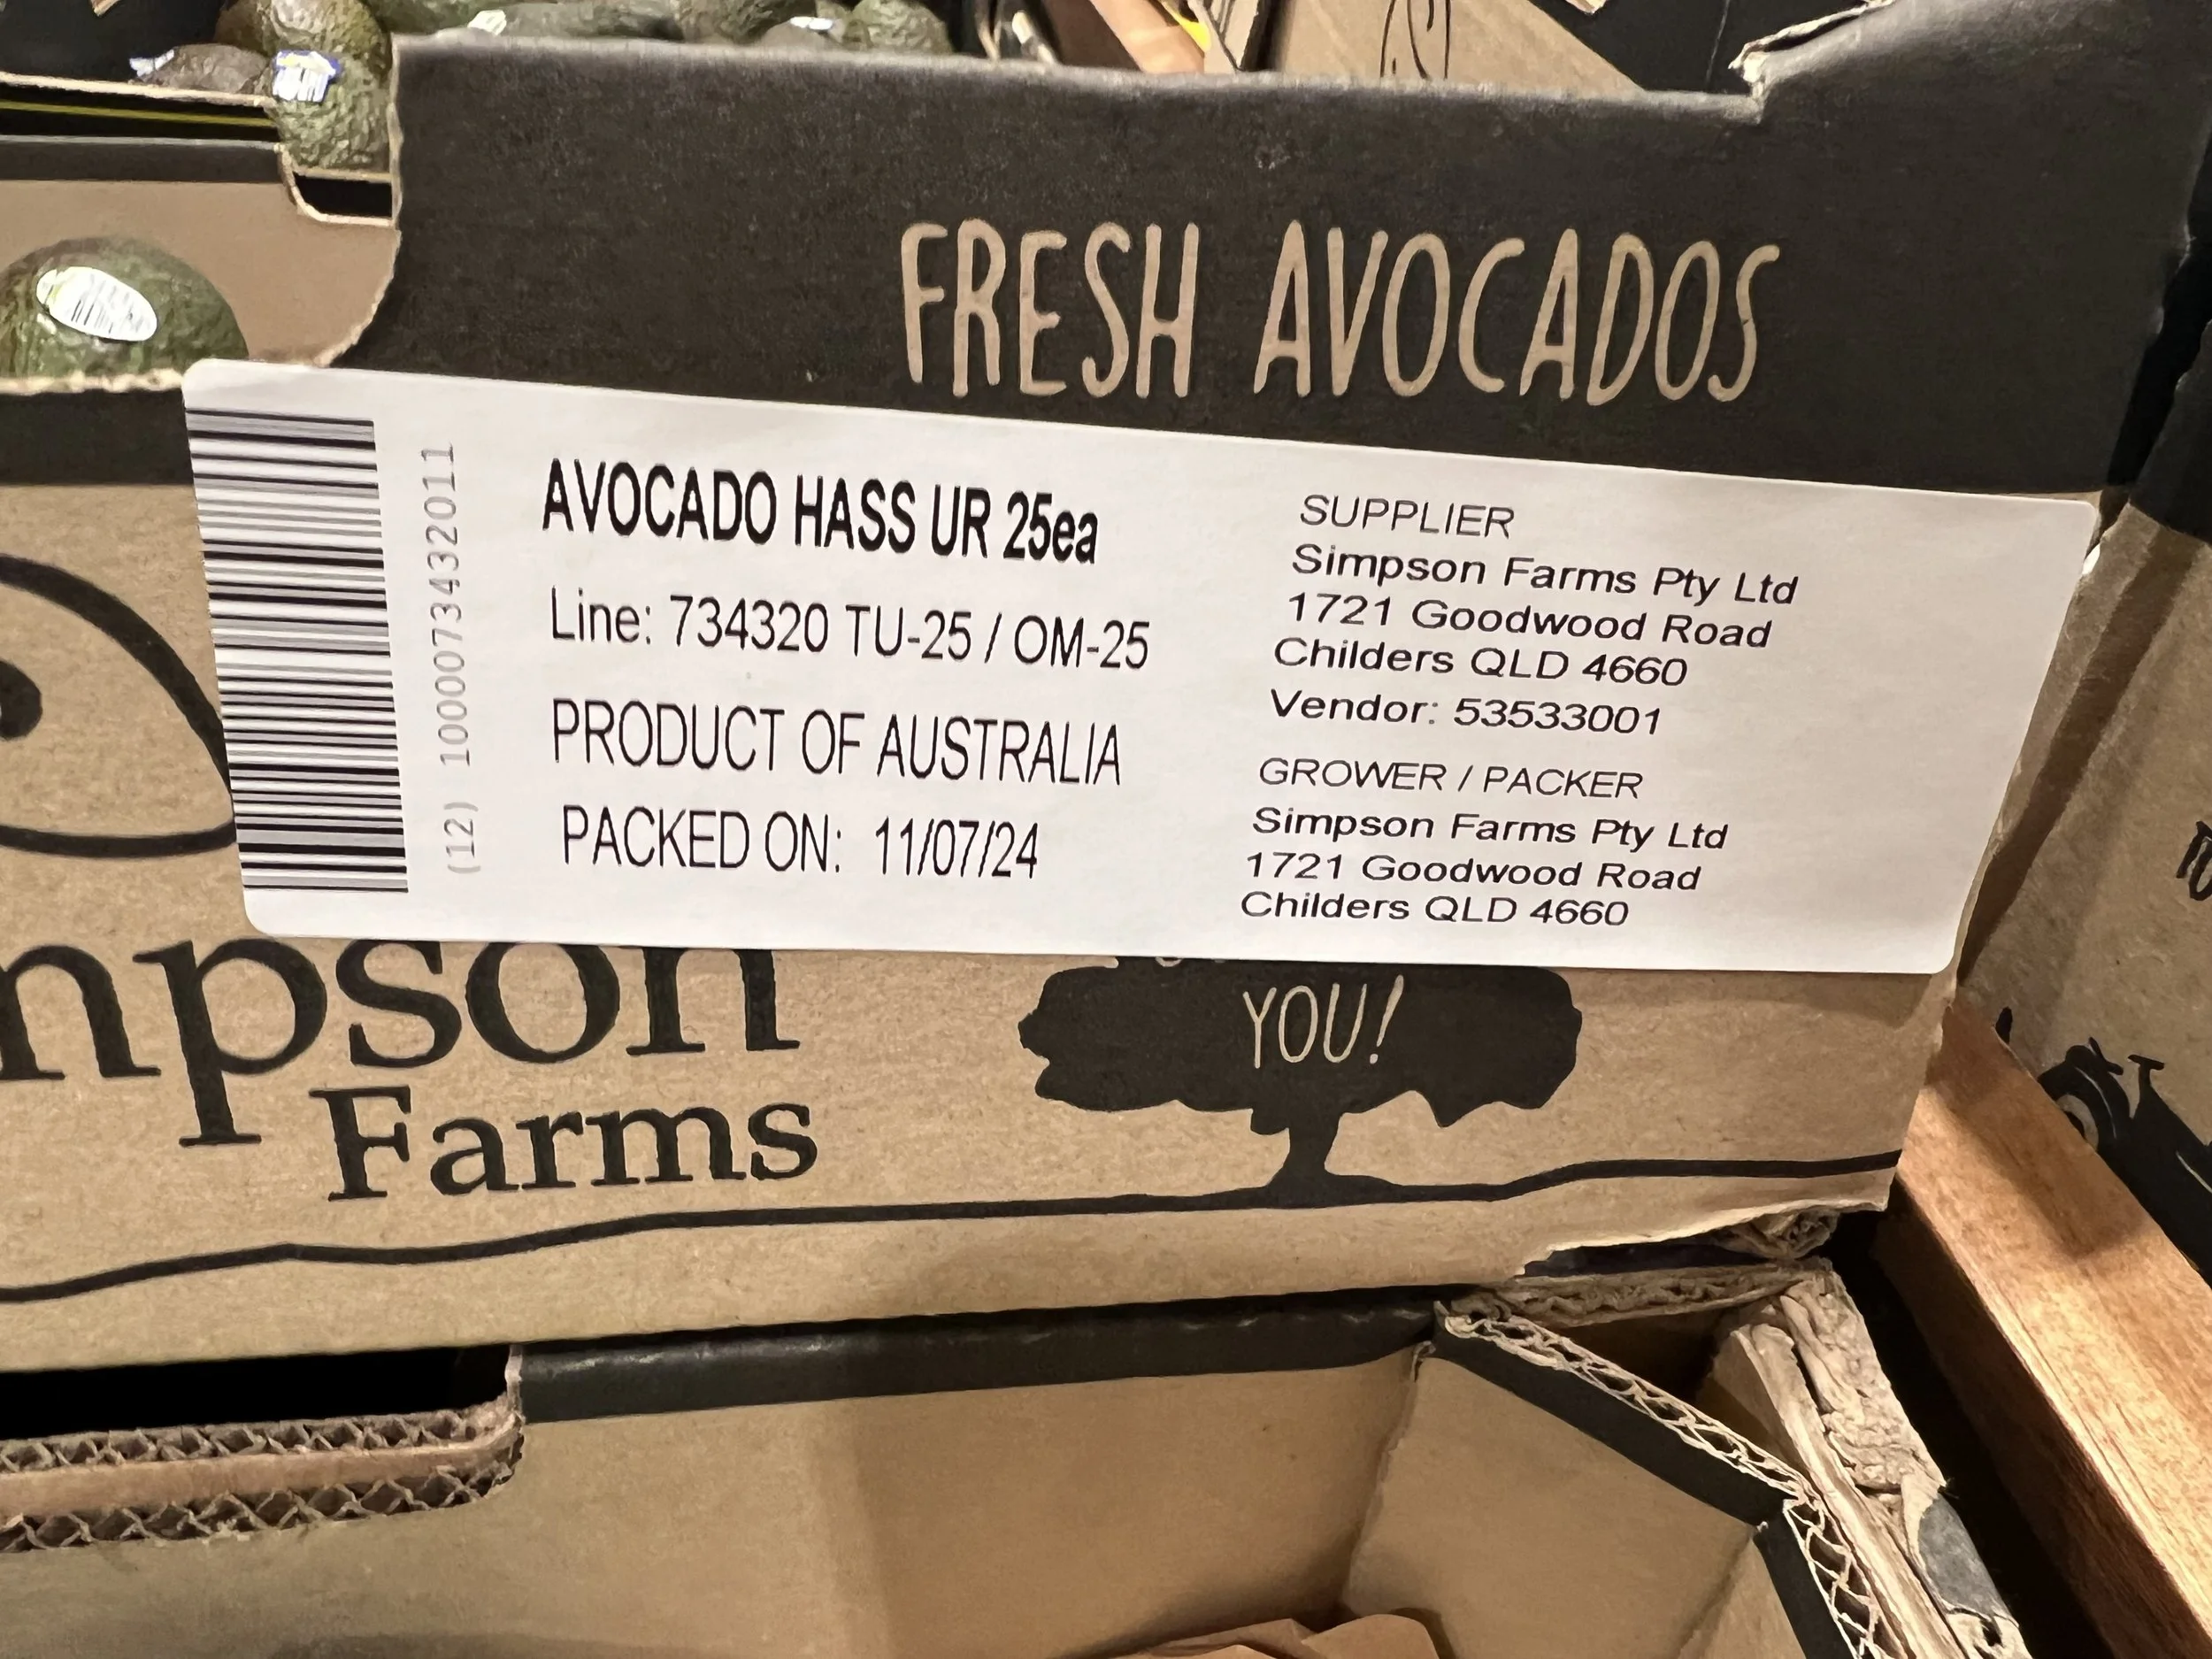 FRESH AVOCADOS
(12) 1000073432011
AVOCADO HASS UR 25ea
Line: 734320 TU-25 / OM-25
PRODUCT OF AUSTRALIA
PACKED ON: 11/07/24
SUPPLIER
Simpson Farms Pty Ltd
1721 Goodwood Road
Childers QLD 4660
Vendor: 53533001
GROWER / PACKER
Simpson Farms Pty Ltd
1721 Goodwood Road
Childers QLD 4660
mpson
Farms
YOU!